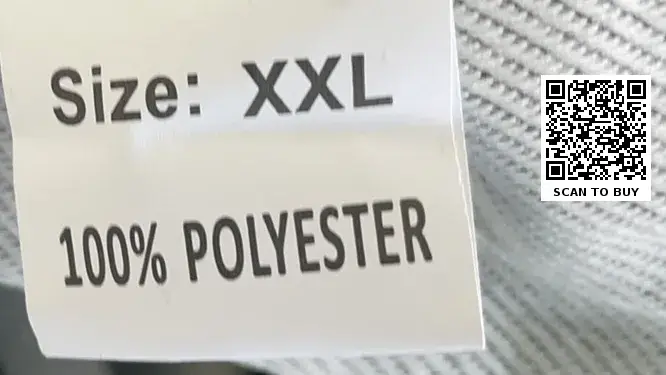 Size: XXL
100% POLYESTER
SCAN TO BUY